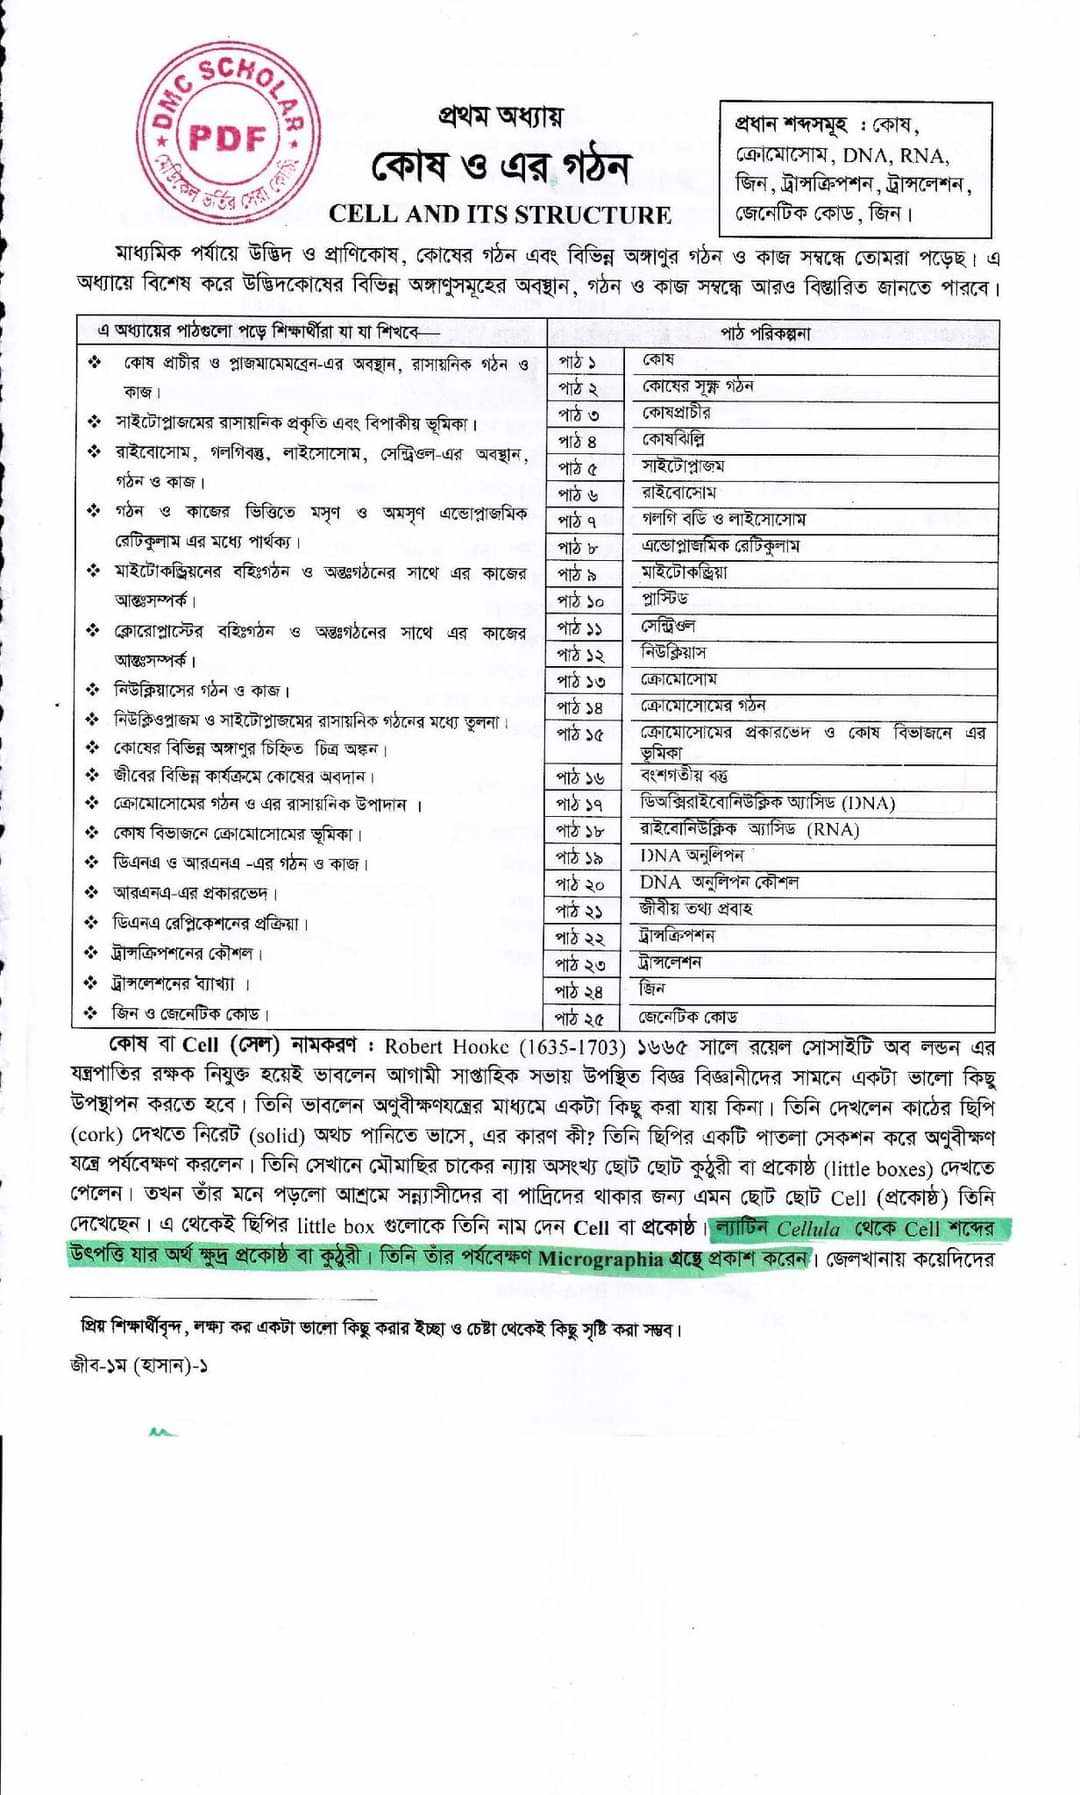 DMC SCHOLAR
PDF
মেডিকেল ভর্তির সেরা কোচিং
প্রথম অধ্যায়
কোষ ও এর গঠন
CELL AND ITS STRUCTURE
প্রধান শব্দসমূহ : কোষ,
ক্রোমোসোম, DNA, RNA,
জিন, ট্রান্সক্রিপশন, ট্রান্সলেশন,
জেনেটিক কোড, জিন।
মাধ্যমিক পর্যায়ে উদ্ভিদ ও প্রাণিকোষ, কোষের গঠন এবং বিভিন্ন অঙ্গাণুর গঠন ও কাজ সম্বন্ধে তোমরা পড়েছ। এ
অধ্যায়ে বিশেষ করে উদ্ভিদকোষের বিভিন্ন অঙ্গাণুসমূহের অবস্থান, গঠন ও কাজ সম্বন্ধে আরও বিস্তারিত জানতে পারবে।
এ অধ্যায়ের পাঠগুলো পড়ে শিক্ষার্থীরা যা যা শিখবে—
❖ কোষ প্রাচীর ও প্লাজমামেমব্রেন-এর অবস্থান, রাসায়নিক গঠন ও
কাজ।
❖ সাইটোপ্লাজমের রাসায়নিক প্রকৃতি এবং বিপাকীয় ভূমিকা।
❖ রাইবোসোম, গলগিবস্তু, লাইসোসোম, সেন্ট্রিওল-এর অবস্থান,
গঠন ও কাজ।
❖ গঠন ও কাজের ভিত্তিতে মসৃণ ও অমসৃণ এন্ডোপ্লাজমিক
রেটিকুলাম এর মধ্যে পার্থক্য।
❖ মাইটোকন্ড্রিয়নের বহিঃগঠন ও অন্তঃগঠনের সাথে এর কাজের
আন্তঃসম্পর্ক।
❖ ক্লোরোপ্লাস্টের বহিঃগঠন ও অন্তঃগঠনের সাথে এর কাজের
আন্তঃসম্পর্ক।
❖ নিউক্লিয়াসের গঠন ও কাজ।
❖ নিউক্লিওপ্লাজম ও সাইটোপ্লাজমের রাসায়নিক গঠনের মধ্যে তুলনা।
❖ কোষের বিভিন্ন অঙ্গাণুর চিহ্নিত চিত্র অঙ্কন।
❖ জীবের বিভিন্ন কার্যক্রমে কোষের অবদান।
❖ ক্রোমোসোমের গঠন ও এর রাসায়নিক উপাদান ।
❖ কোষ বিভাজনে ক্রোমোসোমের ভূমিকা।
❖ ডিএনএ ও আরএনএ -এর গঠন ও কাজ।
❖ আরএনএ-এর প্রকারভেদ।
❖ ডিএনএ রেপ্লিকেশনের প্রক্রিয়া।
❖ ট্রান্সক্রিপশনের কৌশল।
❖ ট্রান্সলেশনের ব্যাখ্যা ।
❖ জিন ও জেনেটিক কোড।
পাঠ পরিকল্পনা
পাঠ ১ কোষ
পাঠ ২ কোষের সূক্ষ্ম গঠন
পাঠ ৩ কোষপ্রাচীর
পাঠ ৪ কোষঝিল্লি
পাঠ ৫ সাইটোপ্লাজম
পাঠ ৬ রাইবোসোম
পাঠ ৭ গলগি বডি ও লাইসোসোম
পাঠ ৮ এন্ডোপ্লাজমিক রেটিকুলাম
পাঠ ৯ মাইটোকন্ড্রিয়া
পাঠ ১০ প্লাস্টিড
পাঠ ১১ সেন্ট্রিওল
পাঠ ১২ নিউক্লিয়াস
পাঠ ১৩ ক্রোমোসোম
পাঠ ১৪ ক্রোমোসোমের গঠন
পাঠ ১৫ ক্রোমোসোমের প্রকারভেদ ও কোষ বিভাজনে এর
ভূমিকা
পাঠ ১৬ বংশগতীয় বস্তু
পাঠ ১৭ ডিঅক্সিরাইবোনিউক্লিক অ্যাসিড (DNA)
পাঠ ১৮ রাইবোনিউক্লিক অ্যাসিড (RNA)
পাঠ ১৯ DNA অনুলিপন
পাঠ ২০ DNA অনুলিপন কৌশল
পাঠ ২১ জীবীয় তথ্য প্রবাহ
পাঠ ২২ ট্রান্সক্রিপশন
পাঠ ২৩ ট্রান্সলেশন
পাঠ ২৪ জিন
পাঠ ২৫ জেনেটিক কোড
কোষ বা Cell (সেল) নামকরণ : Robert Hooke (1635-1703) ১৬৬৫ সালে রয়েল সোসাইটি অব লন্ডন এর
যন্ত্রপাতির রক্ষক নিযুক্ত হয়েই ভাবলেন আগামী সাপ্তাহিক সভায় উপস্থিত বিজ্ঞ বিজ্ঞানীদের সামনে একটা ভালো কিছু
উপস্থাপন করতে হবে। তিনি ভাবলেন অণুবীক্ষণযন্ত্রের মাধ্যমে একটা কিছু করা যায় কিনা। তিনি দেখলেন কাঠের ছিপি
(cork) দেখতে নিরেট (solid) অথচ পানিতে ভাসে, এর কারণ কী? তিনি ছিপির একটি পাতলা সেকশন করে অণুবীক্ষণ
যন্ত্রে পর্যবেক্ষণ করলেন। তিনি সেখানে মৌমাছির চাকের ন্যায় অসংখ্য ছোট ছোট কুঠুরী বা প্রকোষ্ঠ (little boxes) দেখতে
পেলেন। তখন তাঁর মনে পড়লো আশ্রমে সন্ন্যাসীদের বা পাদ্রিদের থাকার জন্য এমন ছোট ছোট Cell (প্রকোষ্ঠ) তিনি
দেখেছেন। এ থেকেই ছিপির little box গুলোকে তিনি নাম দেন Cell বা প্রকোষ্ঠ। ল্যাটিন Cellula থেকে Cell শব্দের
উৎপত্তি যার অর্থ ক্ষুদ্র প্রকোষ্ঠ বা কুঠুরী। তিনি তাঁর পর্যবেক্ষণ Micrographia গ্রন্থে প্রকাশ করেন। জেলখানায় কয়েদিদের
প্রিয় শিক্ষার্থীবৃন্দ, লক্ষ্য কর একটা ভালো কিছু করার ইচ্ছা ও চেষ্টা থেকেই কিছু সৃষ্টি করা সম্ভব।
জীব-১ম (হাসান)-১